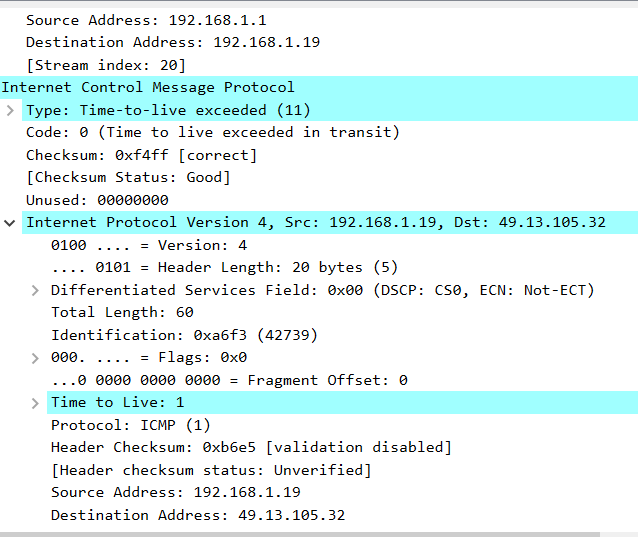 Source Address: 192.168.1.1
Destination Address: 192.168.1.19
[Stream index: 20]
Internet Control Message Protocol
Type: Time-to-live exceeded (11)
Code: 0 (Time to live exceeded in transit)
Checksum: 0xf4ff [correct]
[Checksum Status: Good]
Unused: 00000000
Internet Protocol Version 4, Src: 192.168.1.19, Dst: 49.13.105.32
0100 .... = Version: 4
.... 0101 = Header Length: 20 bytes (5)
Differentiated Services Field: 0x00 (DSCP: CS0, ECN: Not-ECT)
Total Length: 60
Identification: 0xa6f3 (42739)
000. .... = Flags: 0x0
...0 0000 0000 0000 = Fragment Offset: 0
Time to Live: 1
Protocol: ICMP (1)
Header Checksum: 0xb6e5 [validation disabled]
[Header checksum status: Unverified]
Source Address: 192.168.1.19
Destination Address: 49.13.105.32